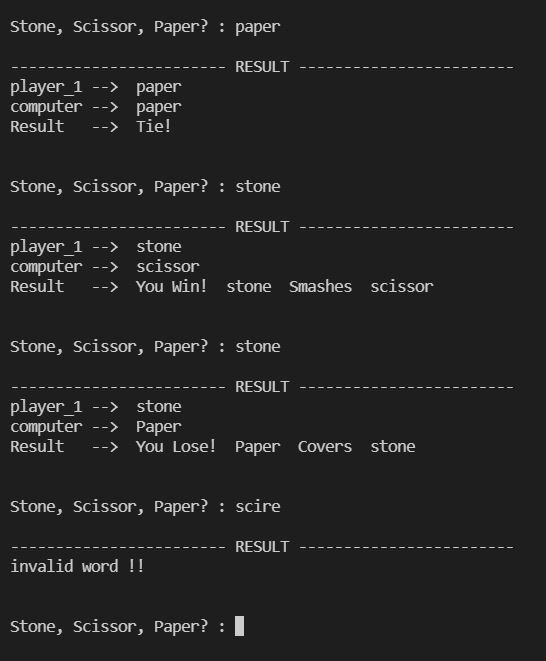 Stone, Scissor, Paper? : paper
------------------------ RESULT ------------------------
player_1 -->  paper
computer -->  paper
Result   -->  Tie!
Stone, Scissor, Paper? : stone
------------------------ RESULT ------------------------
player_1 -->  stone
computer -->  scissor
Result   -->  You Win!  stone  Smashes  scissor
Stone, Scissor, Paper? : stone
------------------------ RESULT ------------------------
player_1 -->  stone
computer -->  Paper
Result   -->  You Lose!  Paper  Covers  stone
Stone, Scissor, Paper? : scire
------------------------ RESULT ------------------------
invalid word !!
Stone, Scissor, Paper? :